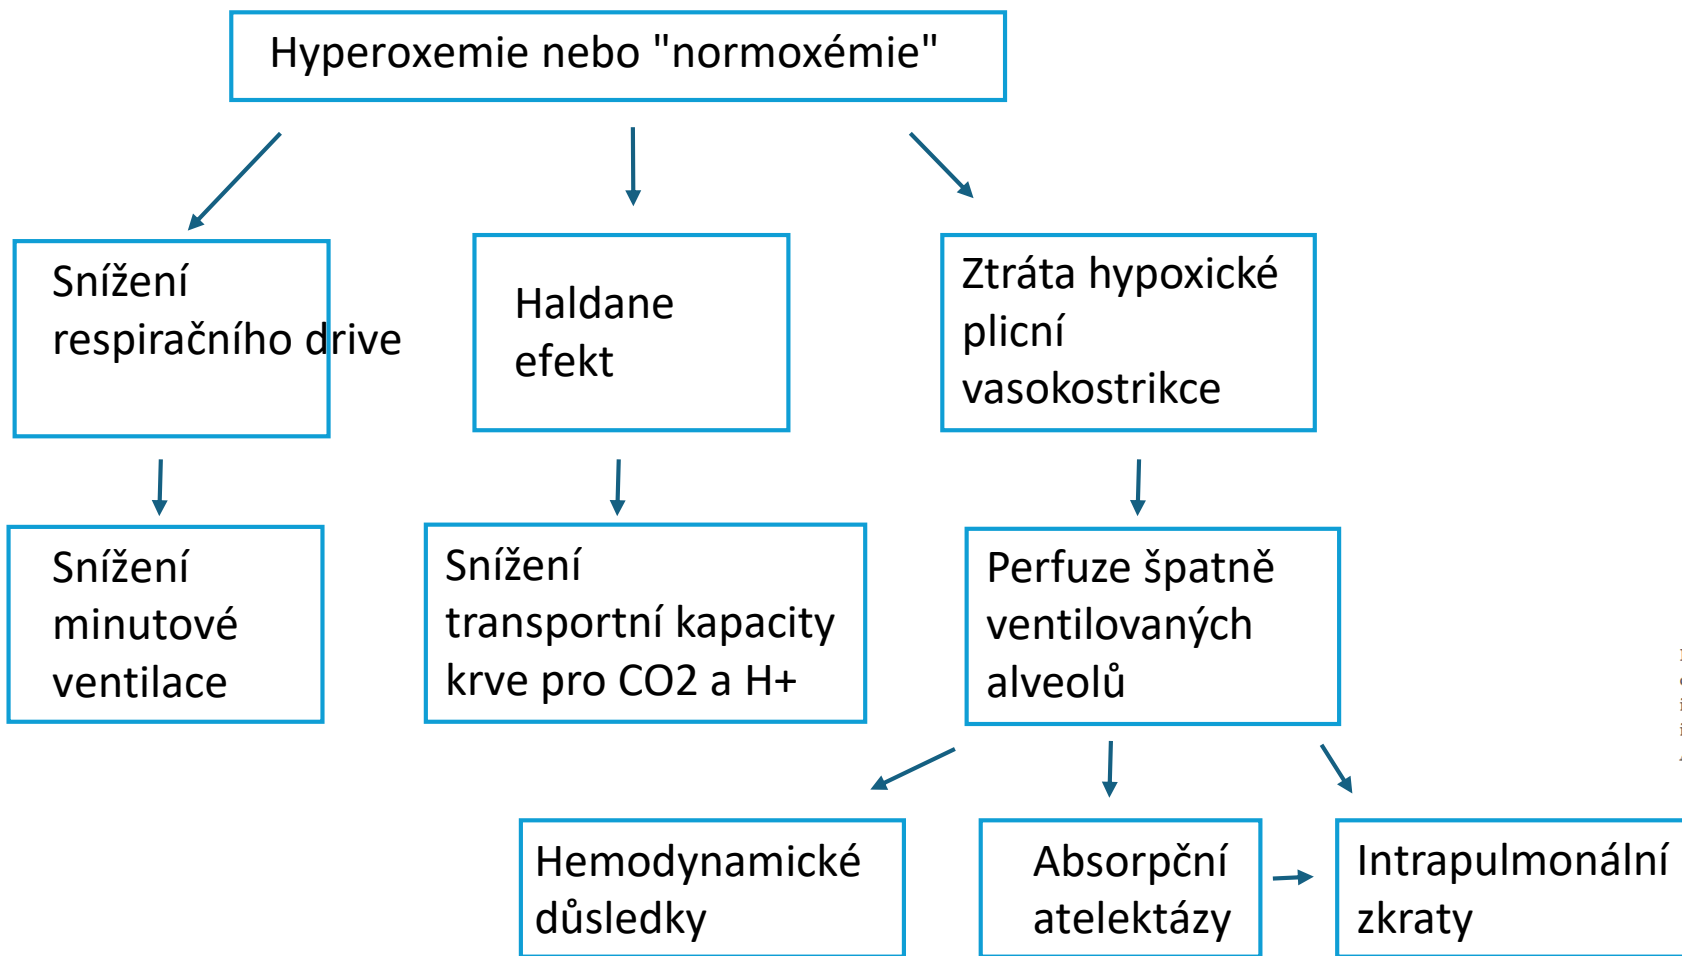 Hyperoxemie nebo "normoxémie"
Snížení
respiračního drive
Haldane
efekt
Ztráta hypoxické
plicní
vasokostrikce
Snížení
minutové
ventilace
Snížení
transportní kapacity
krve pro CO2 a H+
Perfuze špatně
ventilovaných
alveolů
Hemodynamické
důsledky
Absorpční
atelektázy
Intrapulmonální
zkraty